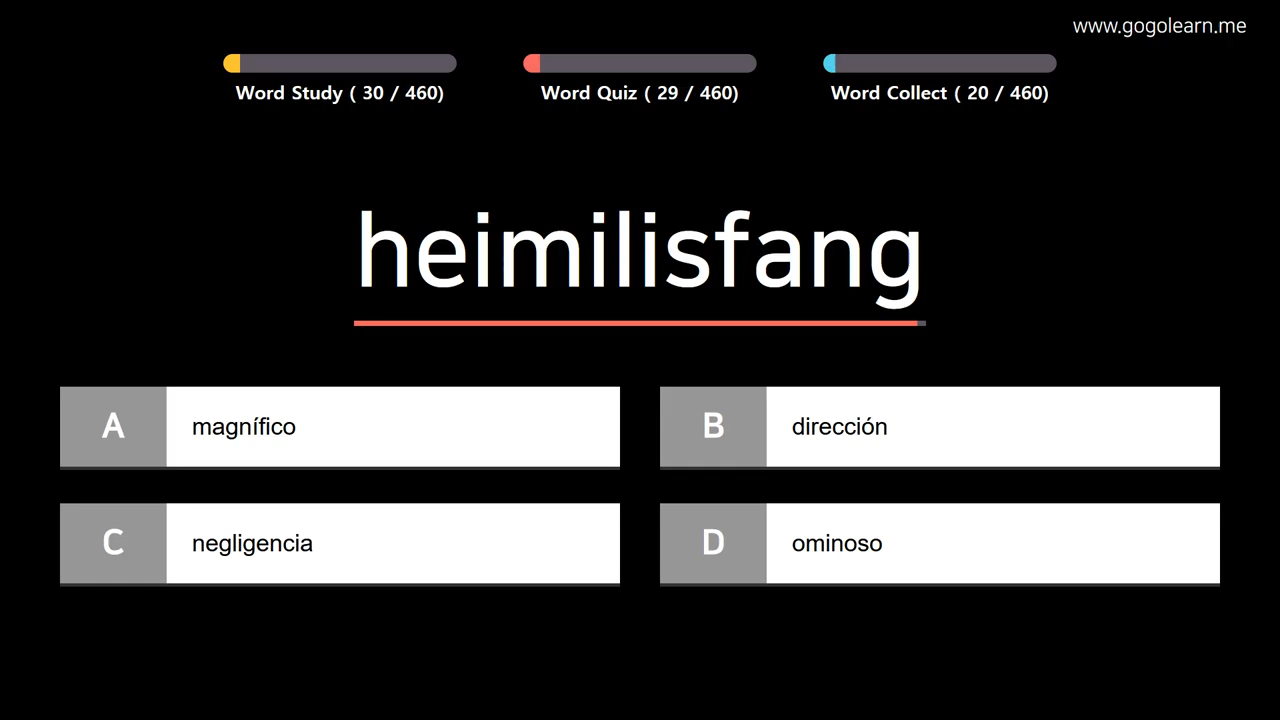 www.gogolearn.me
Word Study ( 30 / 460)
Word Quiz ( 29 / 460)
Word Collect ( 20 / 460)
heimilisfang
A magnífico
B dirección
C negligencia
D ominoso